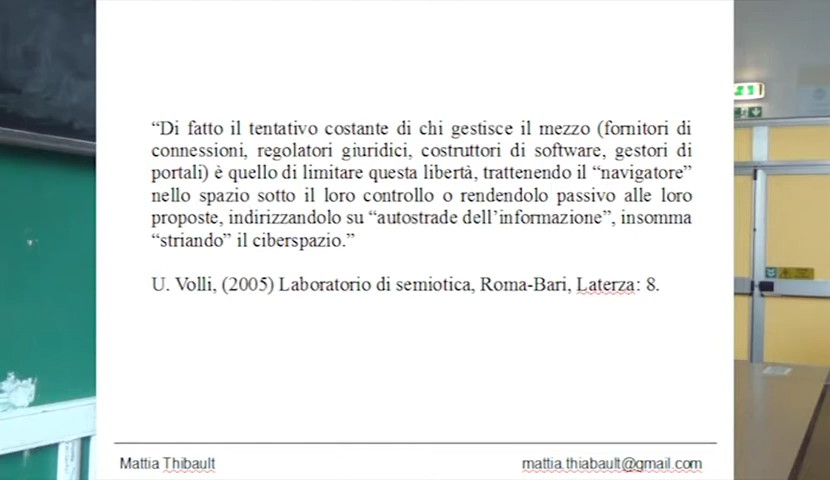 “Di fatto il tentativo costante di chi gestisce il mezzo (fornitori di
connessioni, regolatori giuridici, costruttori di software, gestori di
portali) è quello di limitare questa libertà, trattenendo il “navigatore”
nello spazio sotto il loro controllo o rendendolo passivo alle loro
proposte, indirizzandolo su “autostrade dell’informazione”, insomma
“striando” il ciberspazio.”
U. Volli, (2005) Laboratorio di semiotica, Roma-Bari, Laterza: 8.
Mattia Thibault
mattia.thiabault@gmail.com